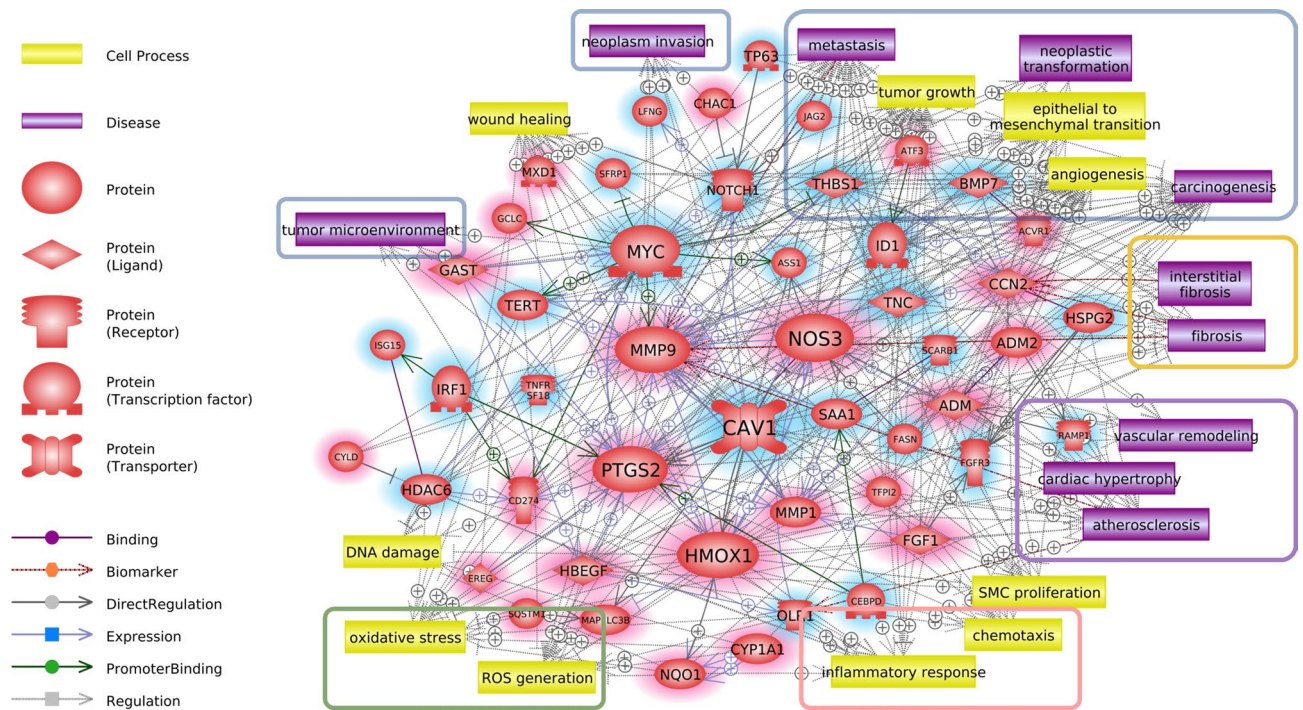 Cell Process
Disease
Protein
Protein
(Ligand)
Protein
(Receptor)
Protein
(Transcription factor)
Protein
(Transporter)
Binding
Biomarker
DirectRegulation
Expression
PromoterBinding
Regulation
neoplasm invasion
metastasis
neoplastic
transformation
TP63
tumor growth
CHAC1
LFNG
JAG2
epithelial to
mesenchymal transition
wound healing
ATF3
MXD1
SFRP1
NOTCH1
THBS1
BMP7
angiogenesis
carcinogenesis
GCLC
tumor microenvironment
MYC
ID1
ACVR1
GAST
ASS1
interstitial
fibrosis
CCN2
TERT
TNC
HSPG2
NOS3
fibrosis
ISG15
MMP9
SCARB1
ADM2
IRF1
TNFR
SF18
ADM
SAA1
CAV1
RAMP1
vascular remodeling
FASN
CYLD
PTGS2
FGFR3
cardiac hypertrophy
HDAC6
CD274
TFPI2
MMP1
atherosclerosis
FGF1
DNA damage
HMOX1
HBEGF
EREG
SMC proliferation
CEBPD
SQSTM1
OLR1
oxidative stress
chemotaxis
CYP1A1
ROS generation
NQO1
inflammatory response